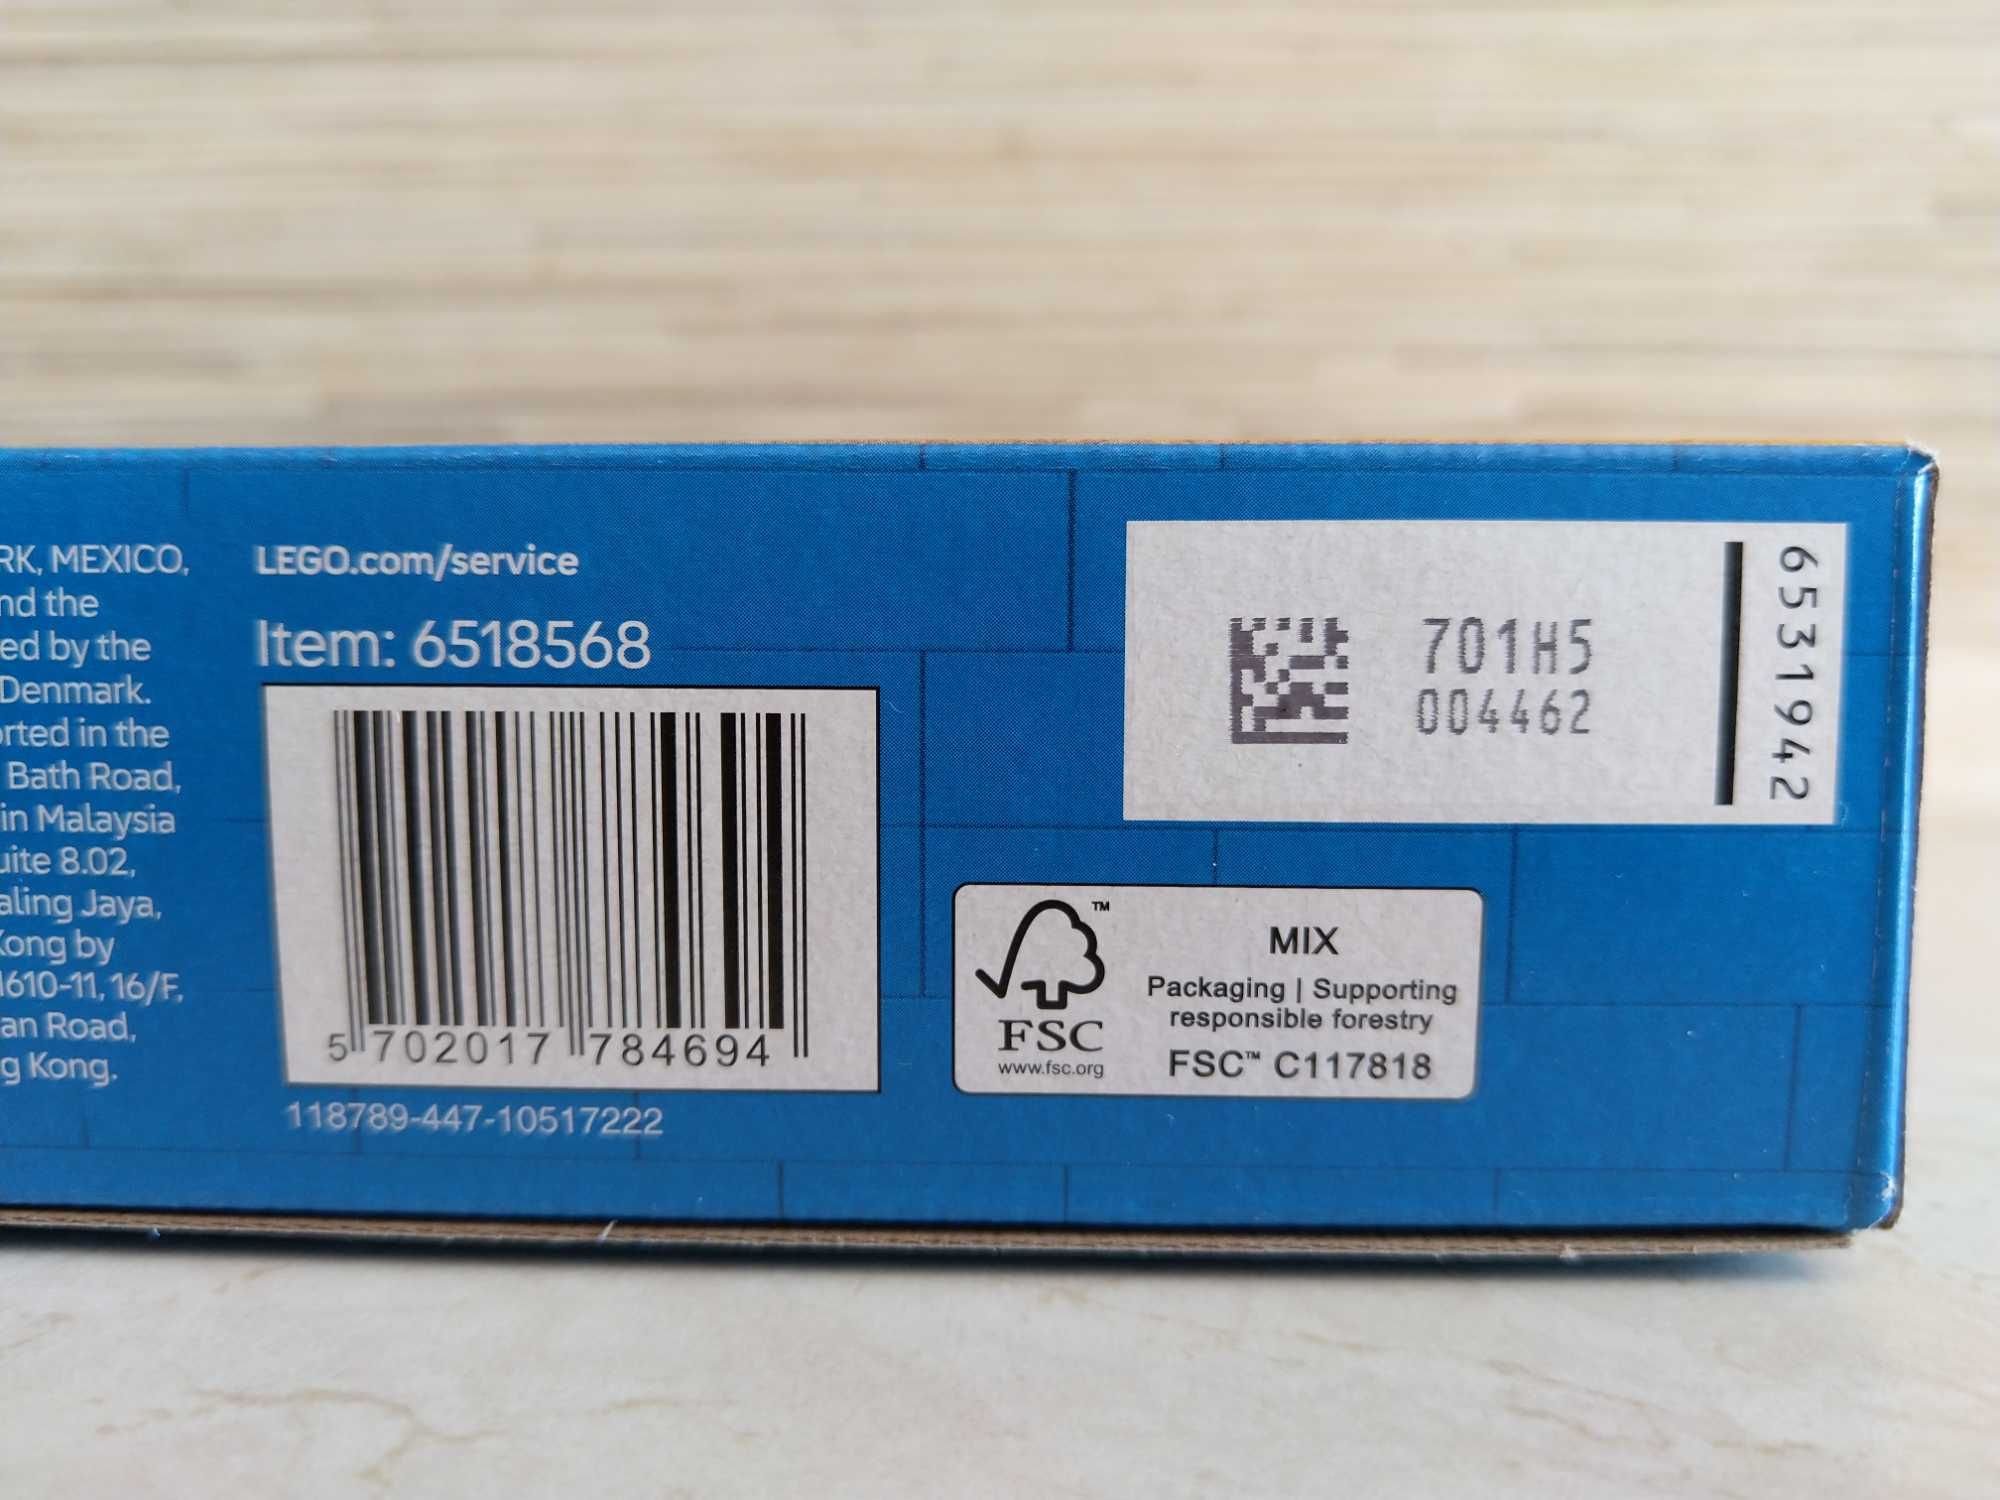 RK, MEXICO,
nd the
ed by the
Denmark.
orted in the
Bath Road,
in Malaysia
uite 8.02,
aling Jaya,
Kong by
1610-11, 16/F,
an Road,
g Kong.
LEGO.com/service
Item: 6518568
5 702017 784694
118789-447-10517222
701H5
004462
6531942
™
FSC
www.fsc.org
MIX
Packaging | Supporting
responsible forestry
FSC™ C117818